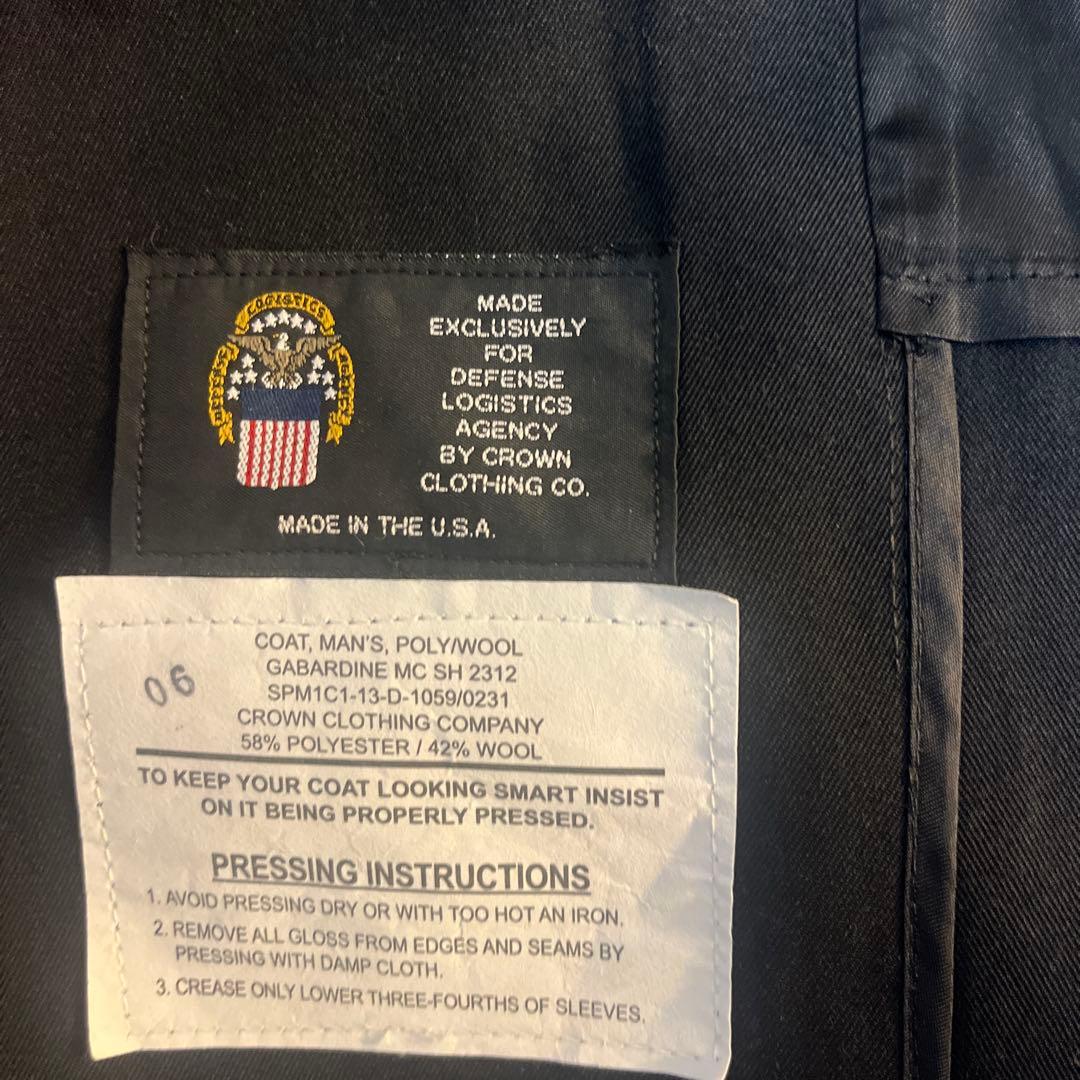 DEFENSE LOGISTICS AGENCY
MADE
EXCLUSIVELY
FOR
DEFENSE
LOGISTICS
AGENCY
BY CROWN
CLOTHING CO.
MADE IN THE U.S.A.
COAT, MAN'S, POLY/WOOL
GABARDINE MC SH 2312
SPM1C1-13-D-1059/0231
CROWN CLOTHING COMPANY
58% POLYESTER / 42% WOOL
06
TO KEEP YOUR COAT LOOKING SMART INSIST
ON IT BEING PROPERLY PRESSED.
PRESSING INSTRUCTIONS
1. AVOID PRESSING DRY OR WITH TOO HOT AN IRON.
2. REMOVE ALL GLOSS FROM EDGES AND SEAMS BY
PRESSING WITH DAMP CLOTH.
3. CREASE ONLY LOWER THREE-FOURTHS OF SLEEVES.